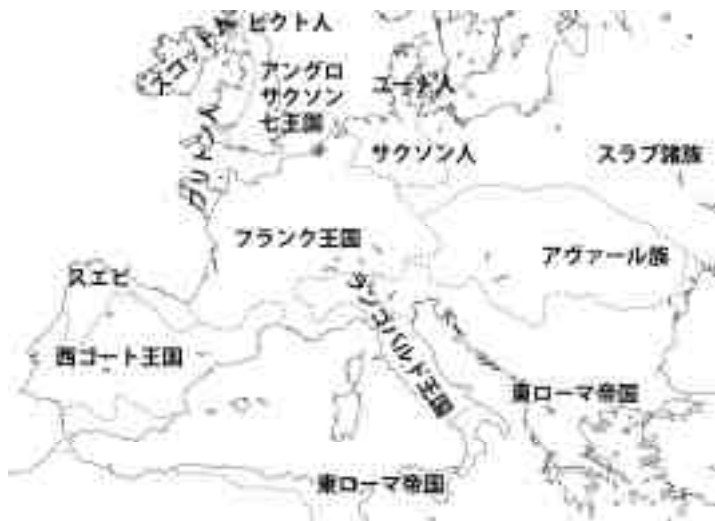 ピクト人
スコット人
アングロ
サクソン
七王国
ユート人
ブリトン人
サクソン人
スラブ諸族
フランク王国
アヴァール族
スエビ
ランゴバルド王国
西ゴート王国
東ローマ帝国
東ローマ帝国